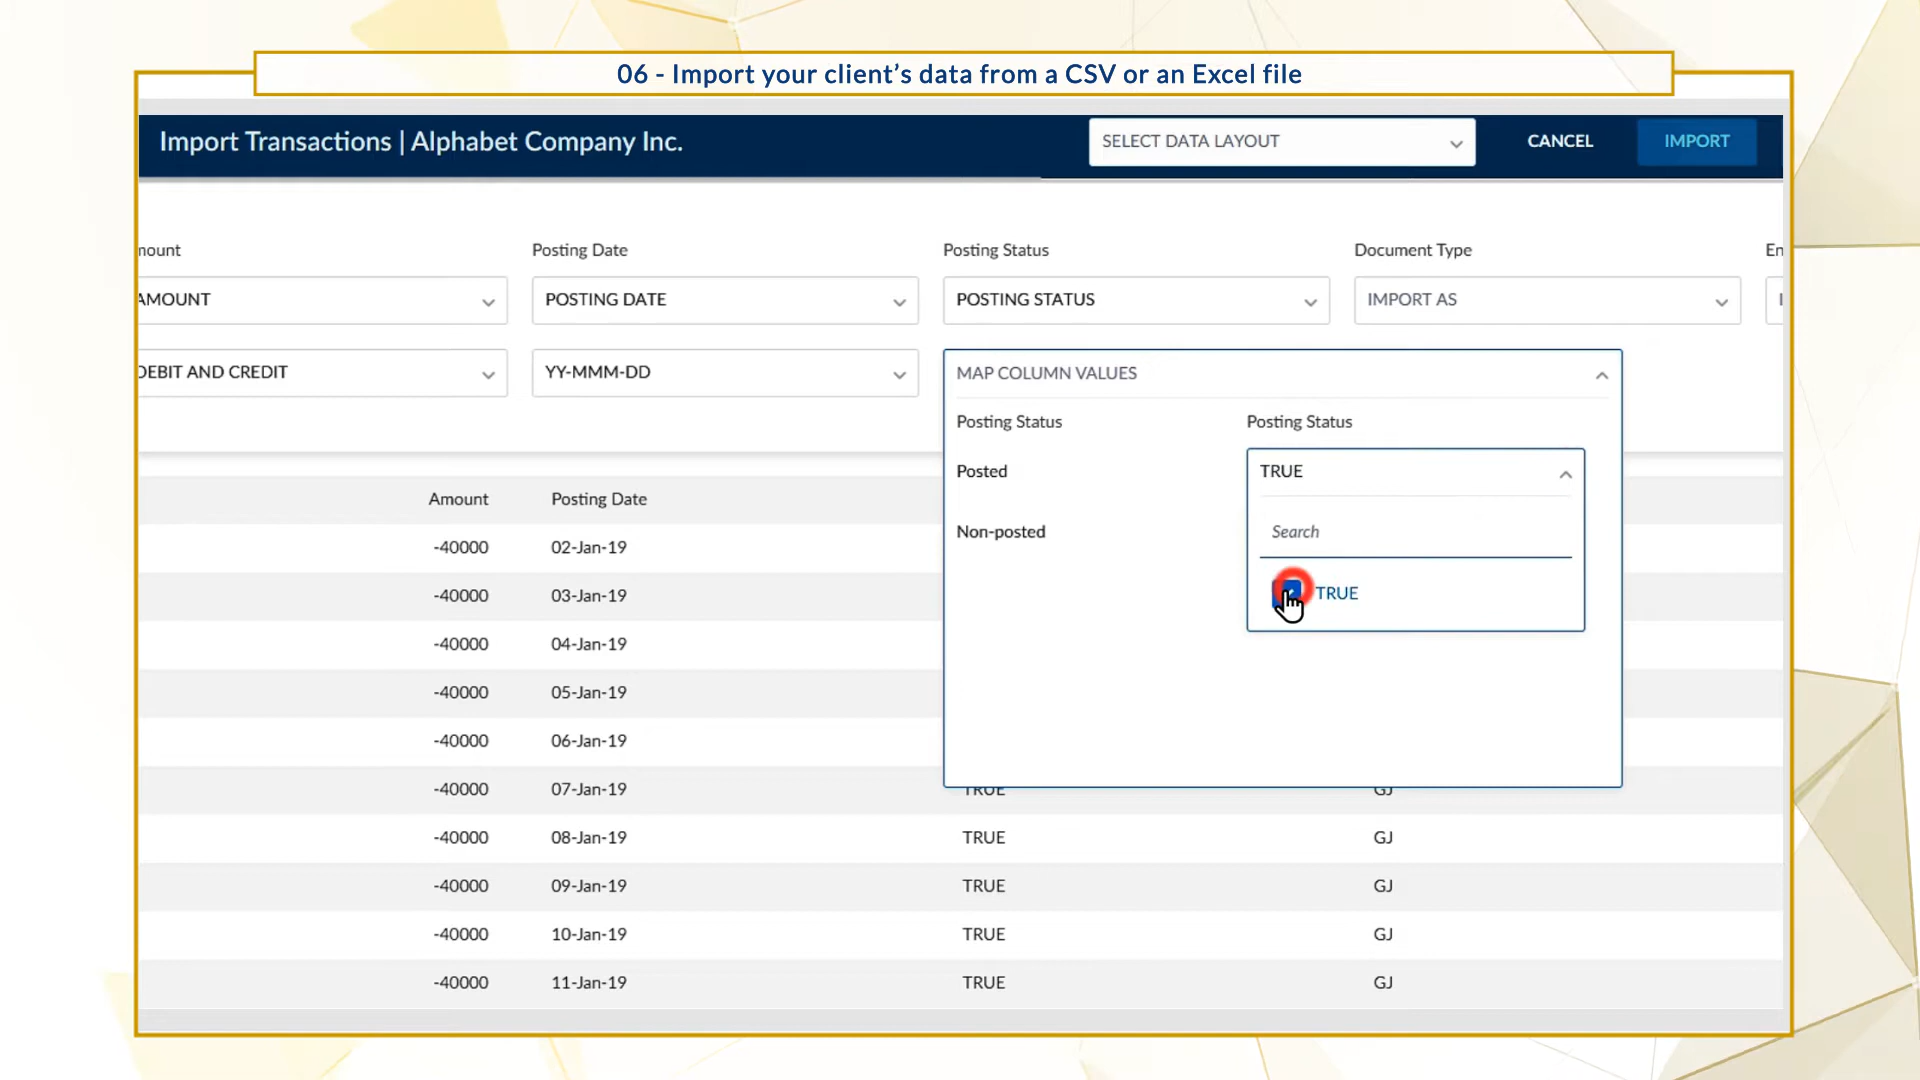 06 - Import your client's data from a CSV or an Excel file
Import Transactions | Alphabet Company Inc.
SELECT DATA LAYOUT
CANCEL
IMPORT
Posting Date
Posting Status
Document Type
AMOUNT
POSTING DATE
POSTING STATUS
IMPORT AS
DEBIT AND CREDIT
YY-MMM-DD
MAP COLUMN VALUES
Posting Status
Posting Status
Posted
TRUE
Non-posted
Search
TRUE
Amount
Posting Date
-40000
02-Jan-19
-40000
03-Jan-19
-40000
04-Jan-19
-40000
05-Jan-19
-40000
06-Jan-19
-40000
07-Jan-19
TRUE
GJ
-40000
08-Jan-19
TRUE
GJ
-40000
09-Jan-19
TRUE
GJ
-40000
10-Jan-19
TRUE
GJ
-40000
11-Jan-19
TRUE
GJ